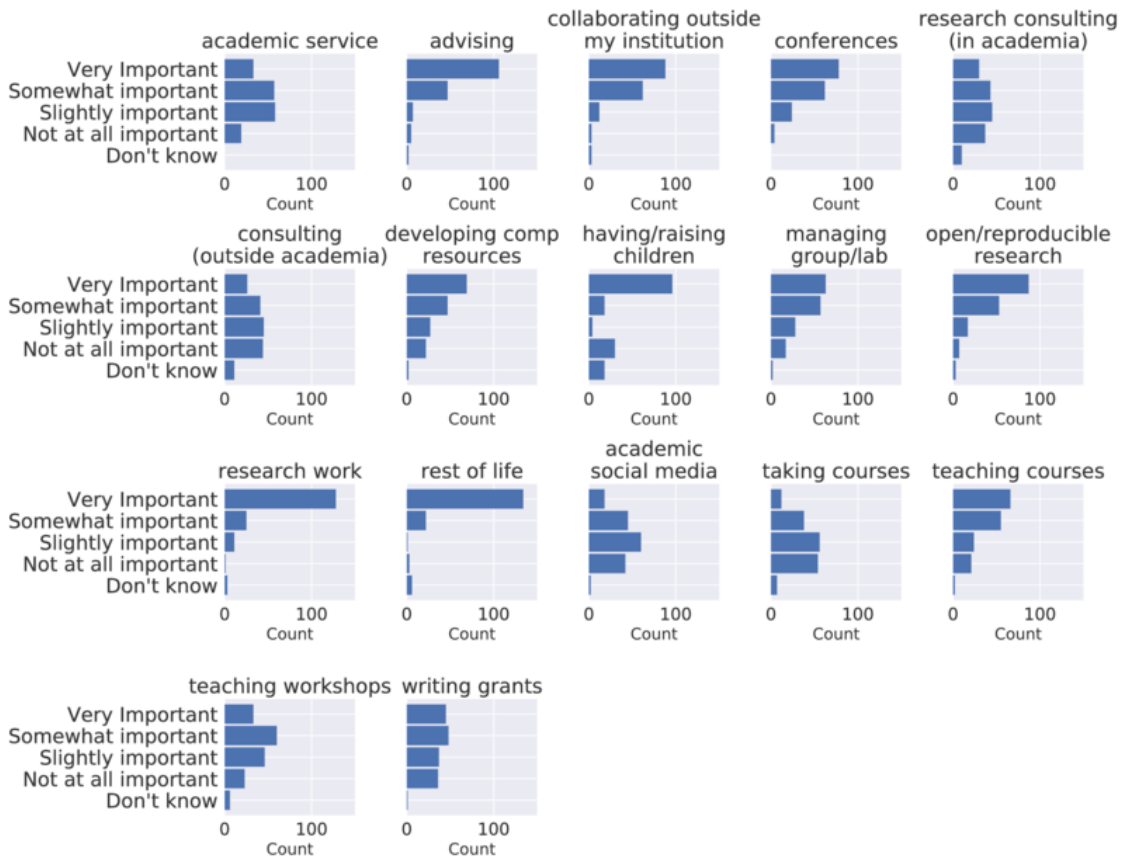 collaborating outside
research consulting
academic service
advising
my institution
conferences
(in academia)
Very Important
Somewhat important
Slightly important
Not at all important
Don't know
0 100
0 100
0 100
0 100
0 100
Count
Count
Count
Count
Count
consulting
developing comp
having/raising
managing
open/reproducible
(outside academia)
resources
children
group/lab
research
Very Important
Somewhat important
Slightly important
Not at all important
Don't know
0 100
0 100
0 100
0 100
0 100
Count
Count
Count
Count
Count
academic
research work
rest of life
social media
taking courses
teaching courses
Very Important
Somewhat important
Slightly important
Not at all important
Don't know
0 100
0 100
0 100
0 100
0 100
Count
Count
Count
Count
Count
teaching workshops
writing grants
Very Important
Somewhat important
Slightly important
Not at all important
Don't know
0 100
0 100
Count
Count